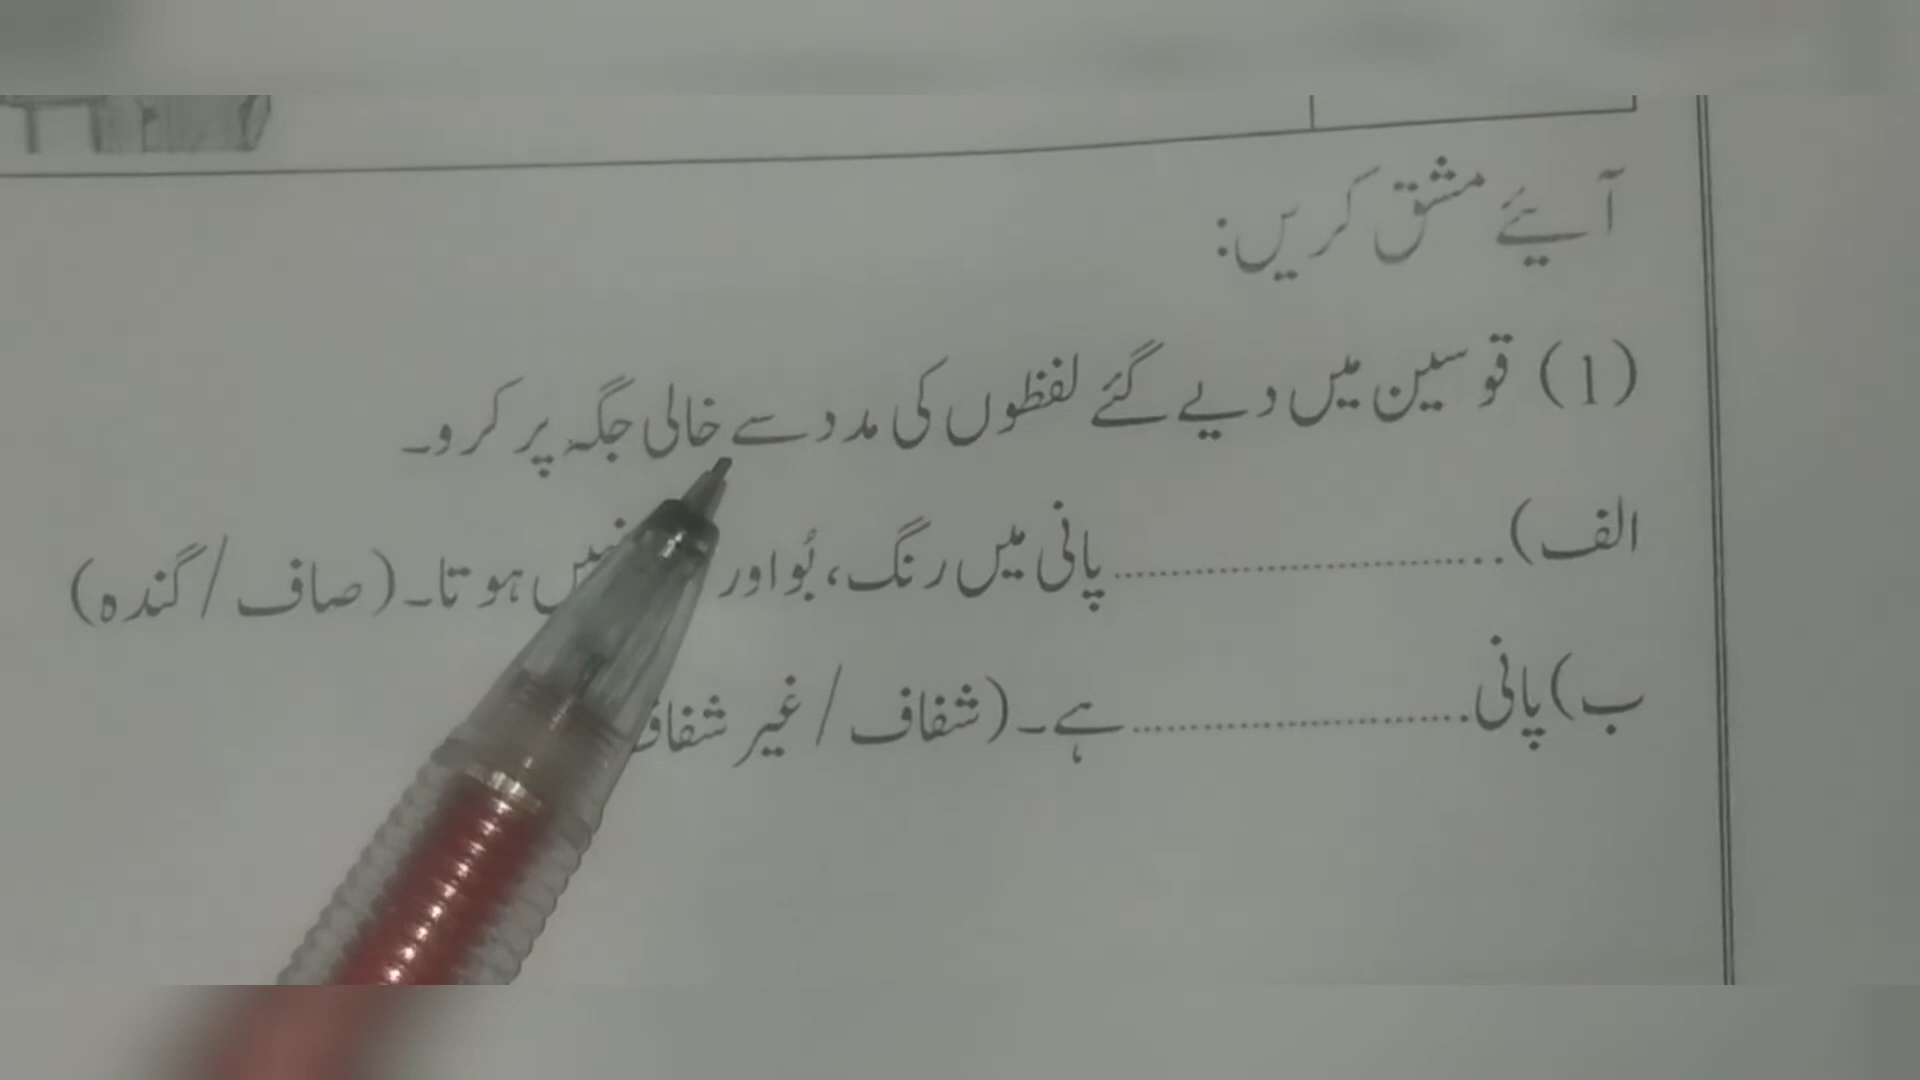 آیئے مشق کریں:
(1) قوسین میں دیے گئے لفظوں کی مدد سے خالی جگہ پر کرو۔
الف)..............................پانی میں رنگ، بُو اور ہوتا۔ (صاف / گندہ)
ب) پانی..............................ہے۔ (شفاف / غیر شفاف